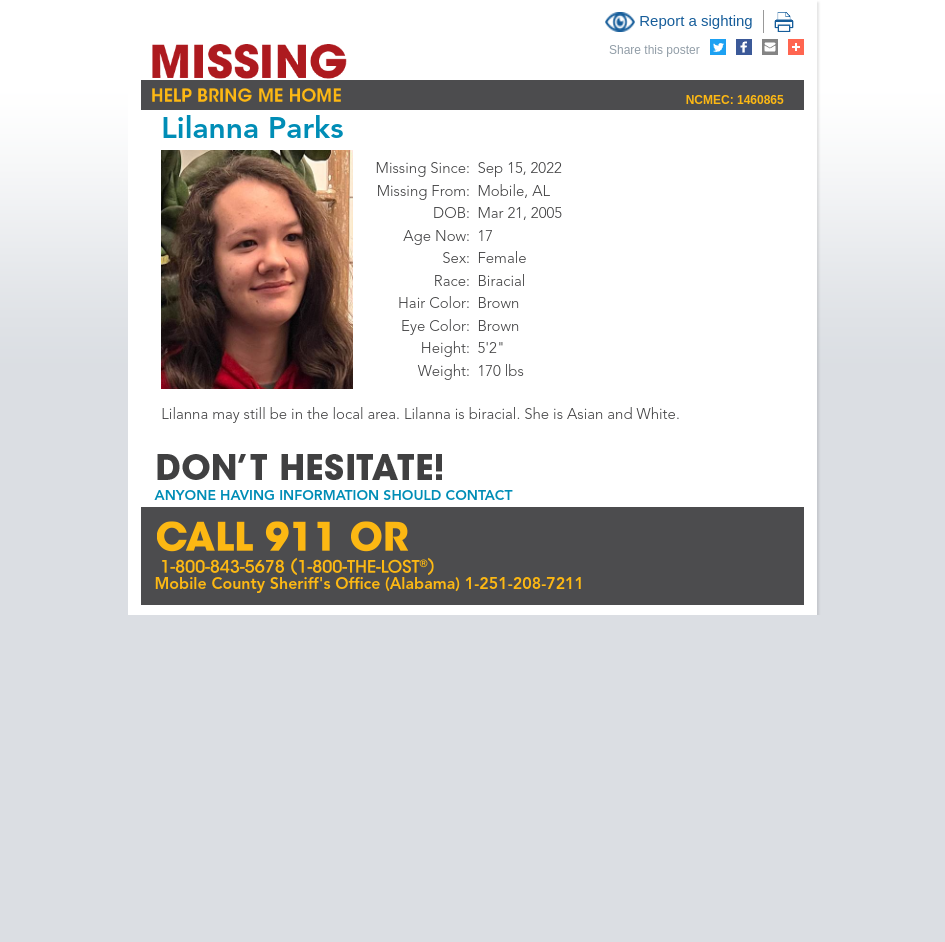 Report a sighting
Share this poster
MISSING
HELP BRING ME HOME
NCMEC: 1460865
Lilanna Parks
Missing Since: Sep 15, 2022
Missing From: Mobile, AL
DOB: Mar 21, 2005
Age Now: 17
Sex: Female
Race: Biracial
Hair Color: Brown
Eye Color: Brown
Height: 5'2"
Weight: 170 lbs
Lilanna may still be in the local area. Lilanna is biracial. She is Asian and White.
DON'T HESITATE!
ANYONE HAVING INFORMATION SHOULD CONTACT
CALL 911 OR
1-800-843-5678 (1-800-THE-LOST®)
Mobile County Sheriff's Office (Alabama) 1-251-208-7211